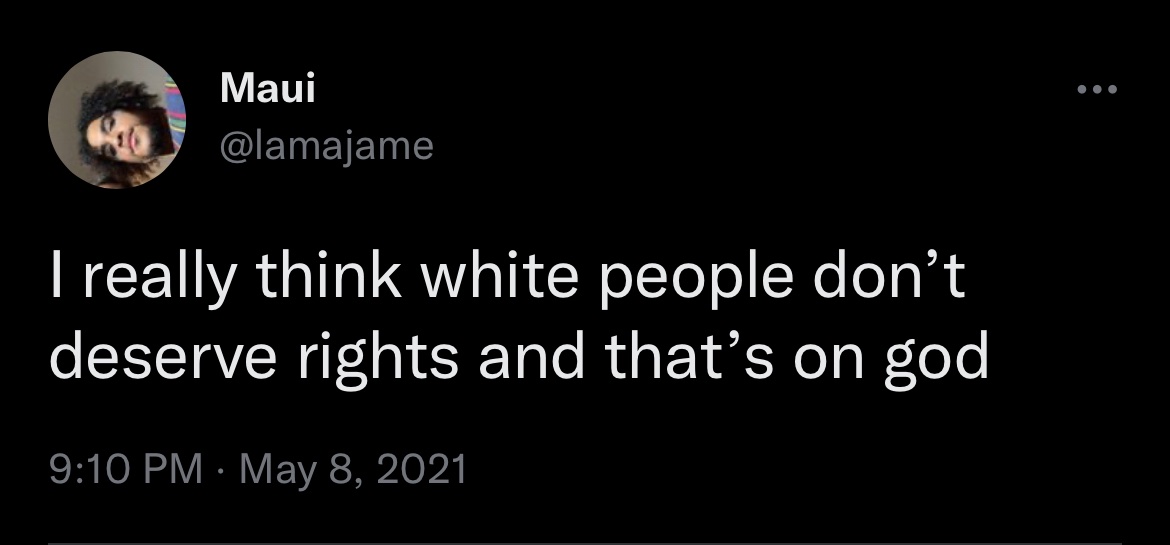 Maui
@lamajame
I really think white people don’t
deserve rights and that’s on god
9:10 PM · May 8, 2021